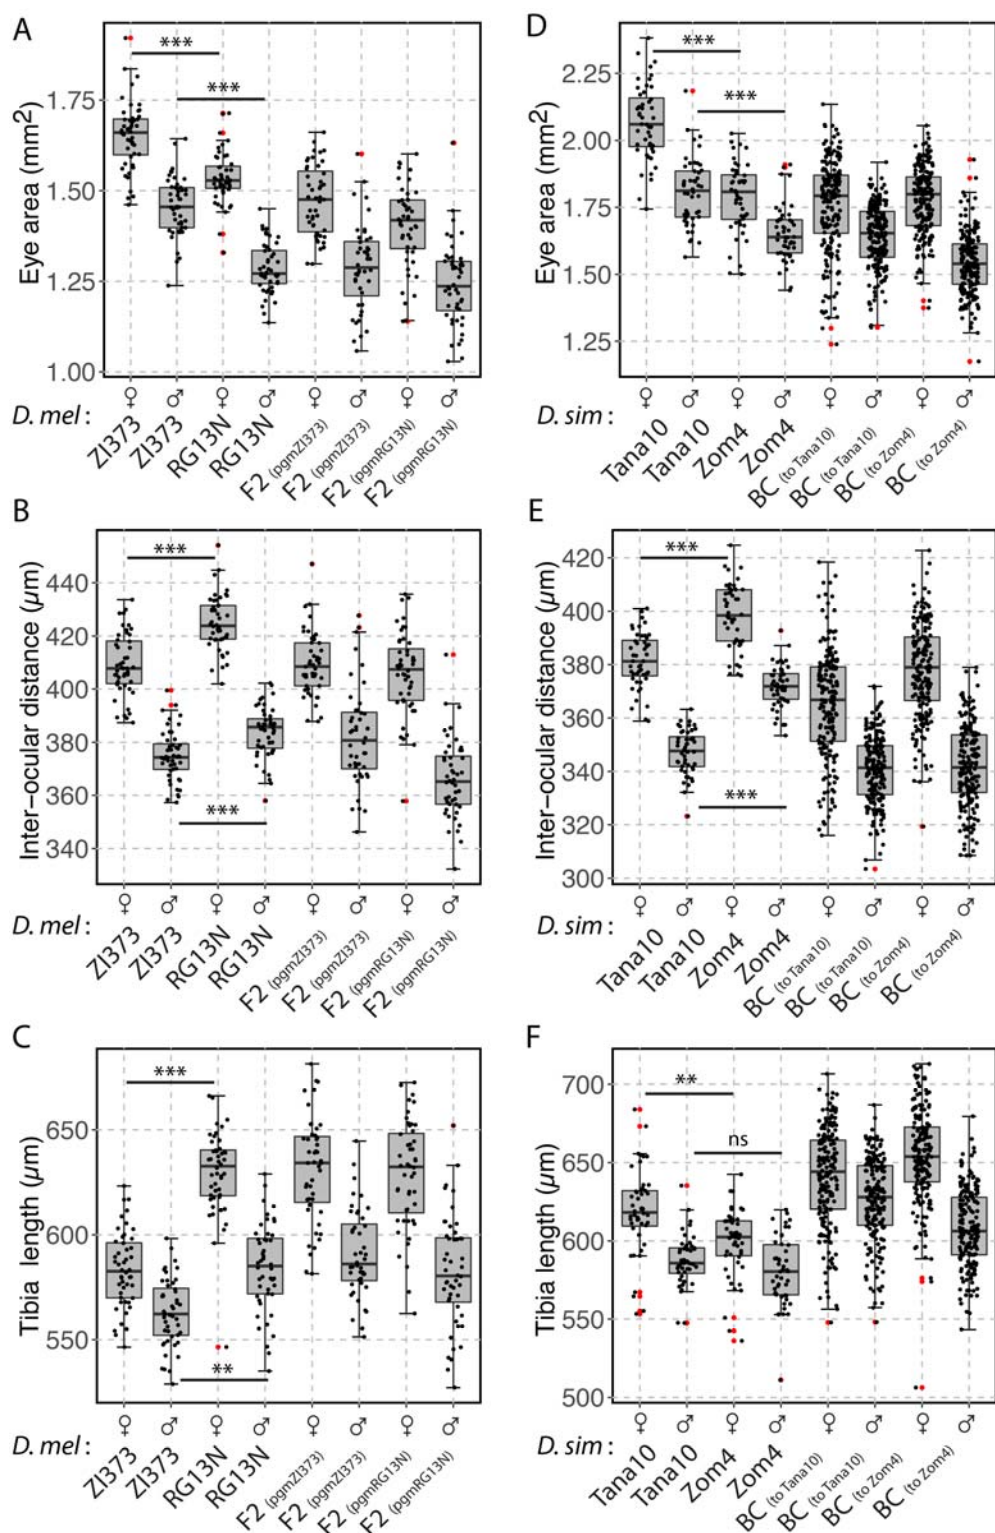 A
***
***
Eye area (mm2)
1.75
1.50
1.25
1.00
♀ ♂ ♀ ♂ ♀ ♂ ♀ ♂
D. mel :
ZI373
ZI373
RG13N
RG13N
F2 (pgmZI373)
F2 (pgmZI373)
F2 (pgmRG13N)
F2 (pgmRG13N)
D
***
***
Eye area (mm2)
2.25
2.00
1.75
1.50
1.25
♀ ♂ ♀ ♂ ♀ ♂ ♀ ♂
D. sim :
Tana10
Tana10
Zom4
Zom4
BC (to Tana10)
BC (to Tana10)
BC (to Zom4)
BC (to Zom4)
B
***
***
Inter-ocular distance (µm)
440
420
400
380
360
340
♀ ♂ ♀ ♂ ♀ ♂ ♀ ♂
D. mel :
ZI373
ZI373
RG13N
RG13N
F2 (pgmZI373)
F2 (pgmZI373)
F2 (pgmRG13N)
F2 (pgmRG13N)
E
***
***
Inter-ocular distance (µm)
420
400
380
360
340
320
300
♀ ♂ ♀ ♂ ♀ ♂ ♀ ♂
D. sim :
Tana10
Tana10
Zom4
Zom4
BC (to Tana10)
BC (to Tana10)
BC (to Zom4)
BC (to Zom4)
C
***
**
Tibia length (µm)
650
600
550
♀ ♂ ♀ ♂ ♀ ♂ ♀ ♂
D. mel :
ZI373
ZI373
RG13N
RG13N
F2 (pgmZI373)
F2 (pgmZI373)
F2 (pgmRG13N)
F2 (pgmRG13N)
F
**
ns
Tibia length (µm)
700
650
600
550
500
♀ ♂ ♀ ♂ ♀ ♂ ♀ ♂
D. sim :
Tana10
Tana10
Zom4
Zom4
BC (to Tana10)
BC (to Tana10)
BC (to Zom4)
BC (to Zom4)